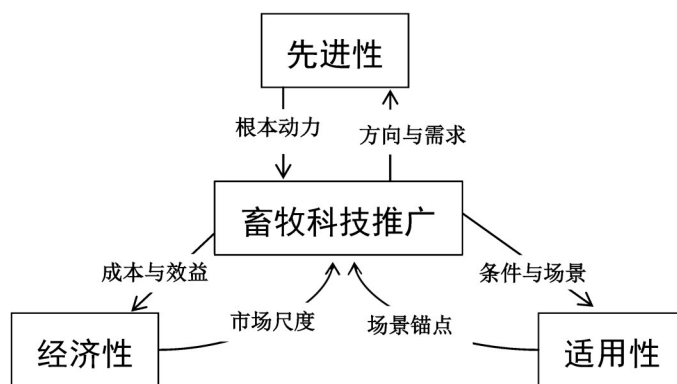 先进性
根本动力
方向与需求
畜牧科技推广
成本与效益
条件与场景
市场尺度
场景锚点
经济性
适用性